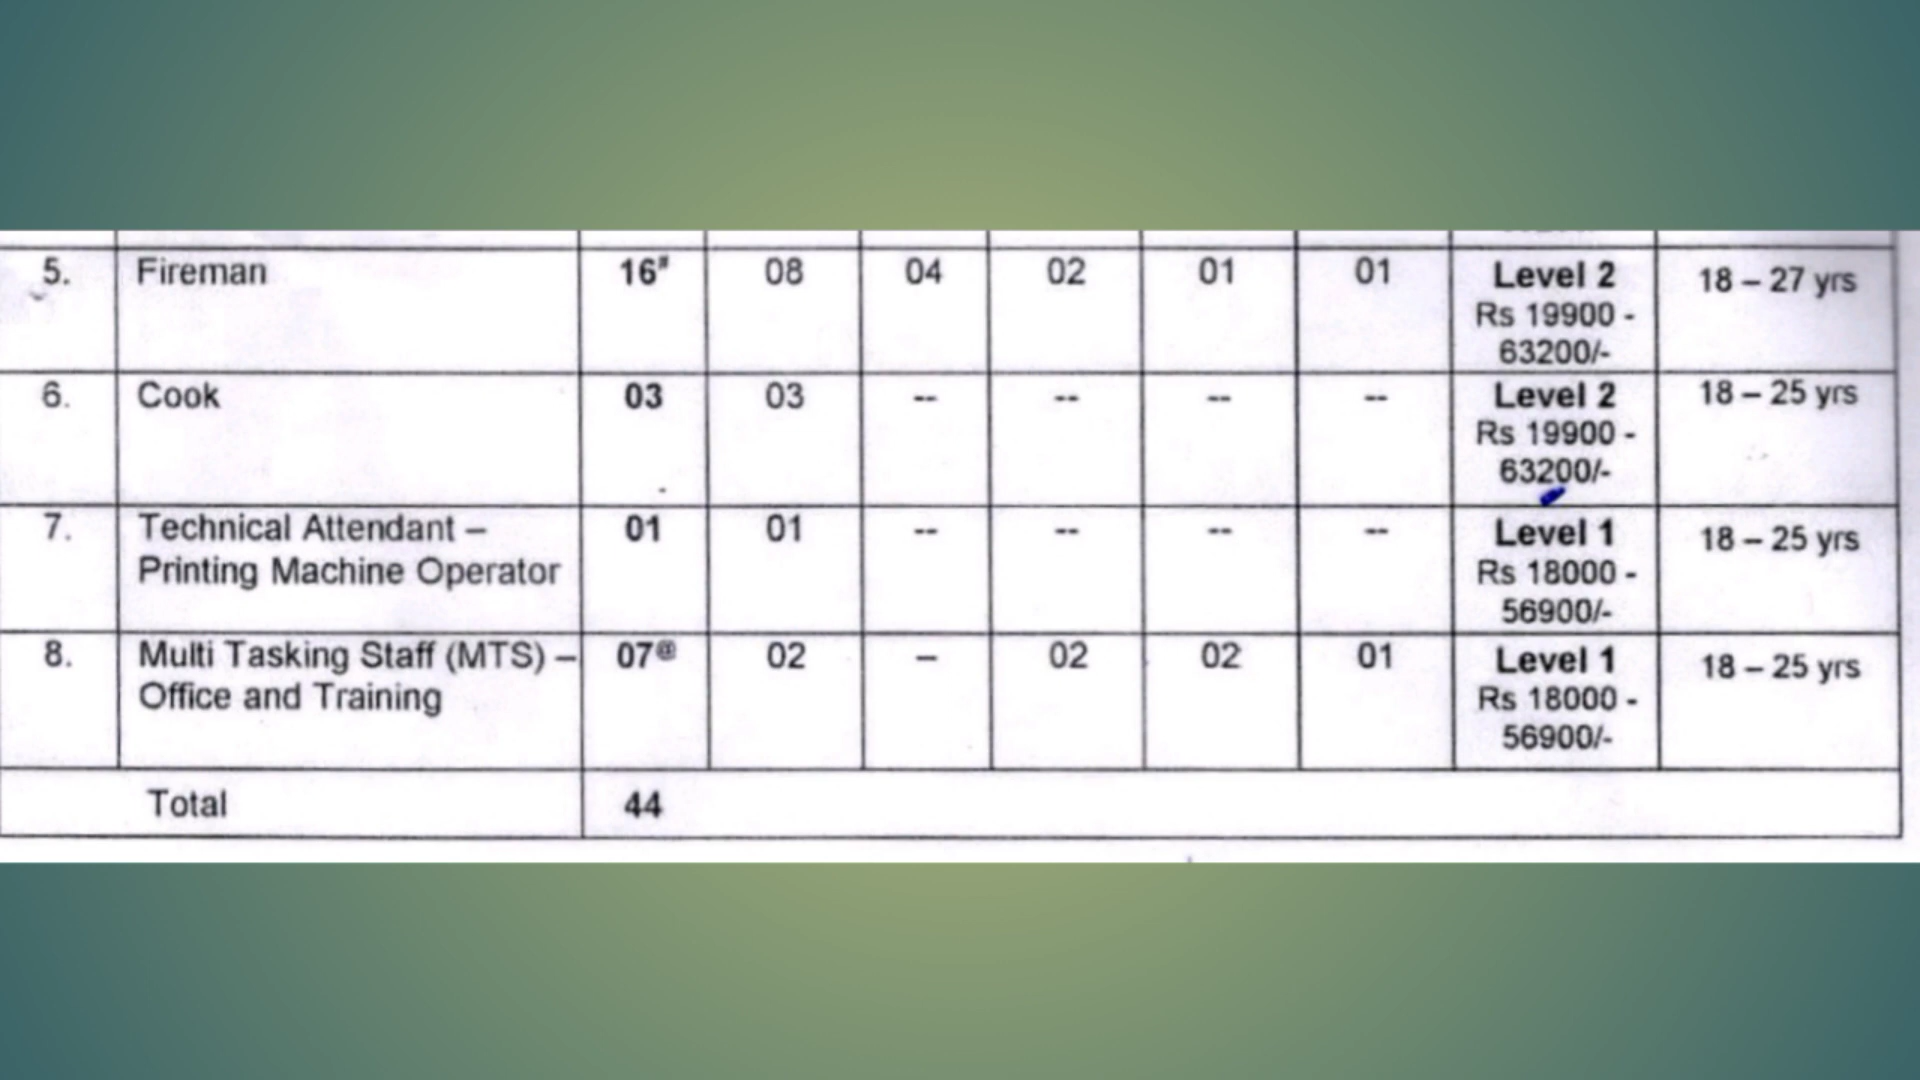 5. Fireman 16# 08 04 02 01 01 Level 2 18 – 27 yrs
Rs 19900 -
63200/-
6. Cook 03 03 -- -- -- -- Level 2 18 – 25 yrs
Rs 19900 -
63200/-
7. Technical Attendant – 01 01 -- -- -- -- Level 1 18 – 25 yrs
Printing Machine Operator Rs 18000 -
56900/-
8. Multi Tasking Staff (MTS) – 07@ 02 – 02 02 01 Level 1 18 – 25 yrs
Office and Training Rs 18000 -
56900/-
Total 44